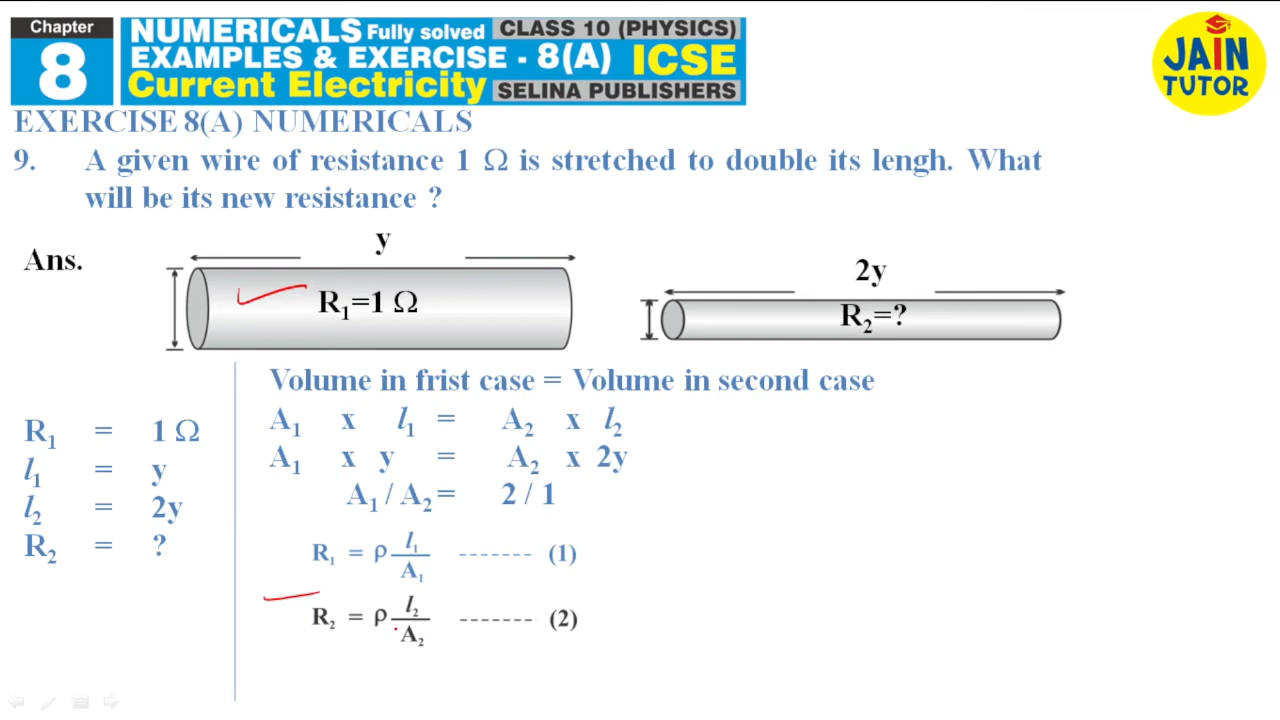 Chapter
8
NUMERICALS Fully solved CLASS 10 (PHYSICS)
EXAMPLES & EXERCISE - 8(A) ICSE
Current Electricity SELINA PUBLISHERS
JAIN
TUTOR
EXERCISE 8(A) NUMERICALS
9. A given wire of resistance 1 Ω is stretched to double its lengh. What
will be its new resistance ?
Ans.
y
R₁=1 Ω
2y
R₂=?
R₁ = 1 Ω
l₁ = y
l₂ = 2y
R₂ = ?
Volume in frist case = Volume in second case
A₁ x l₁ = A₂ x l₂
A₁ x y = A₂ x 2y
A₁ / A₂ = 2 / 1
R₁ = ρ l₁/A₁ ------- (1)
R₂ = ρ l₂/A₂ ------- (2)